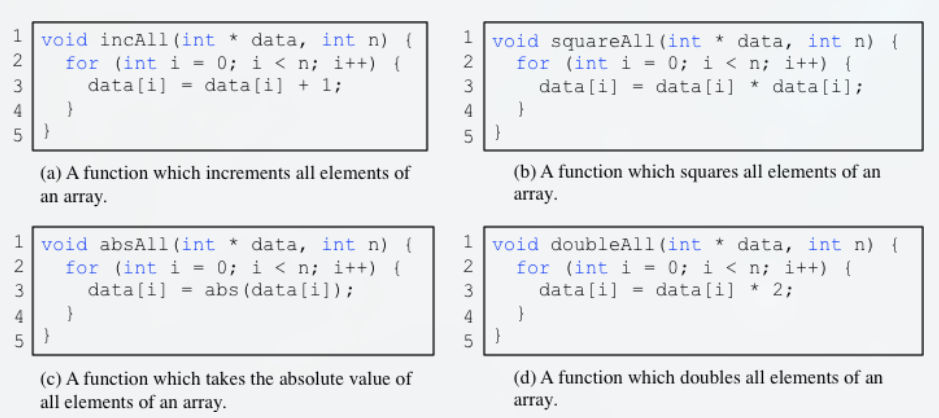 1 void incAll(int * data, int n) {
2 for (int i = 0; i < n; i++) {
3 data[i] = data[i] + 1;
4 }
5 }
(a) A function which increments all elements of
an array.
1 void squareAll(int * data, int n) {
2 for (int i = 0; i < n; i++) {
3 data[i] = data[i] * data[i];
4 }
5 }
(b) A function which squares all elements of an
array.
1 void absAll(int * data, int n) {
2 for (int i = 0; i < n; i++) {
3 data[i] = abs(data[i]);
4 }
5 }
(c) A function which takes the absolute value of
all elements of an array.
1 void doubleAll(int * data, int n) {
2 for (int i = 0; i < n; i++) {
3 data[i] = data[i] * 2;
4 }
5 }
(d) A function which doubles all elements of an
array.